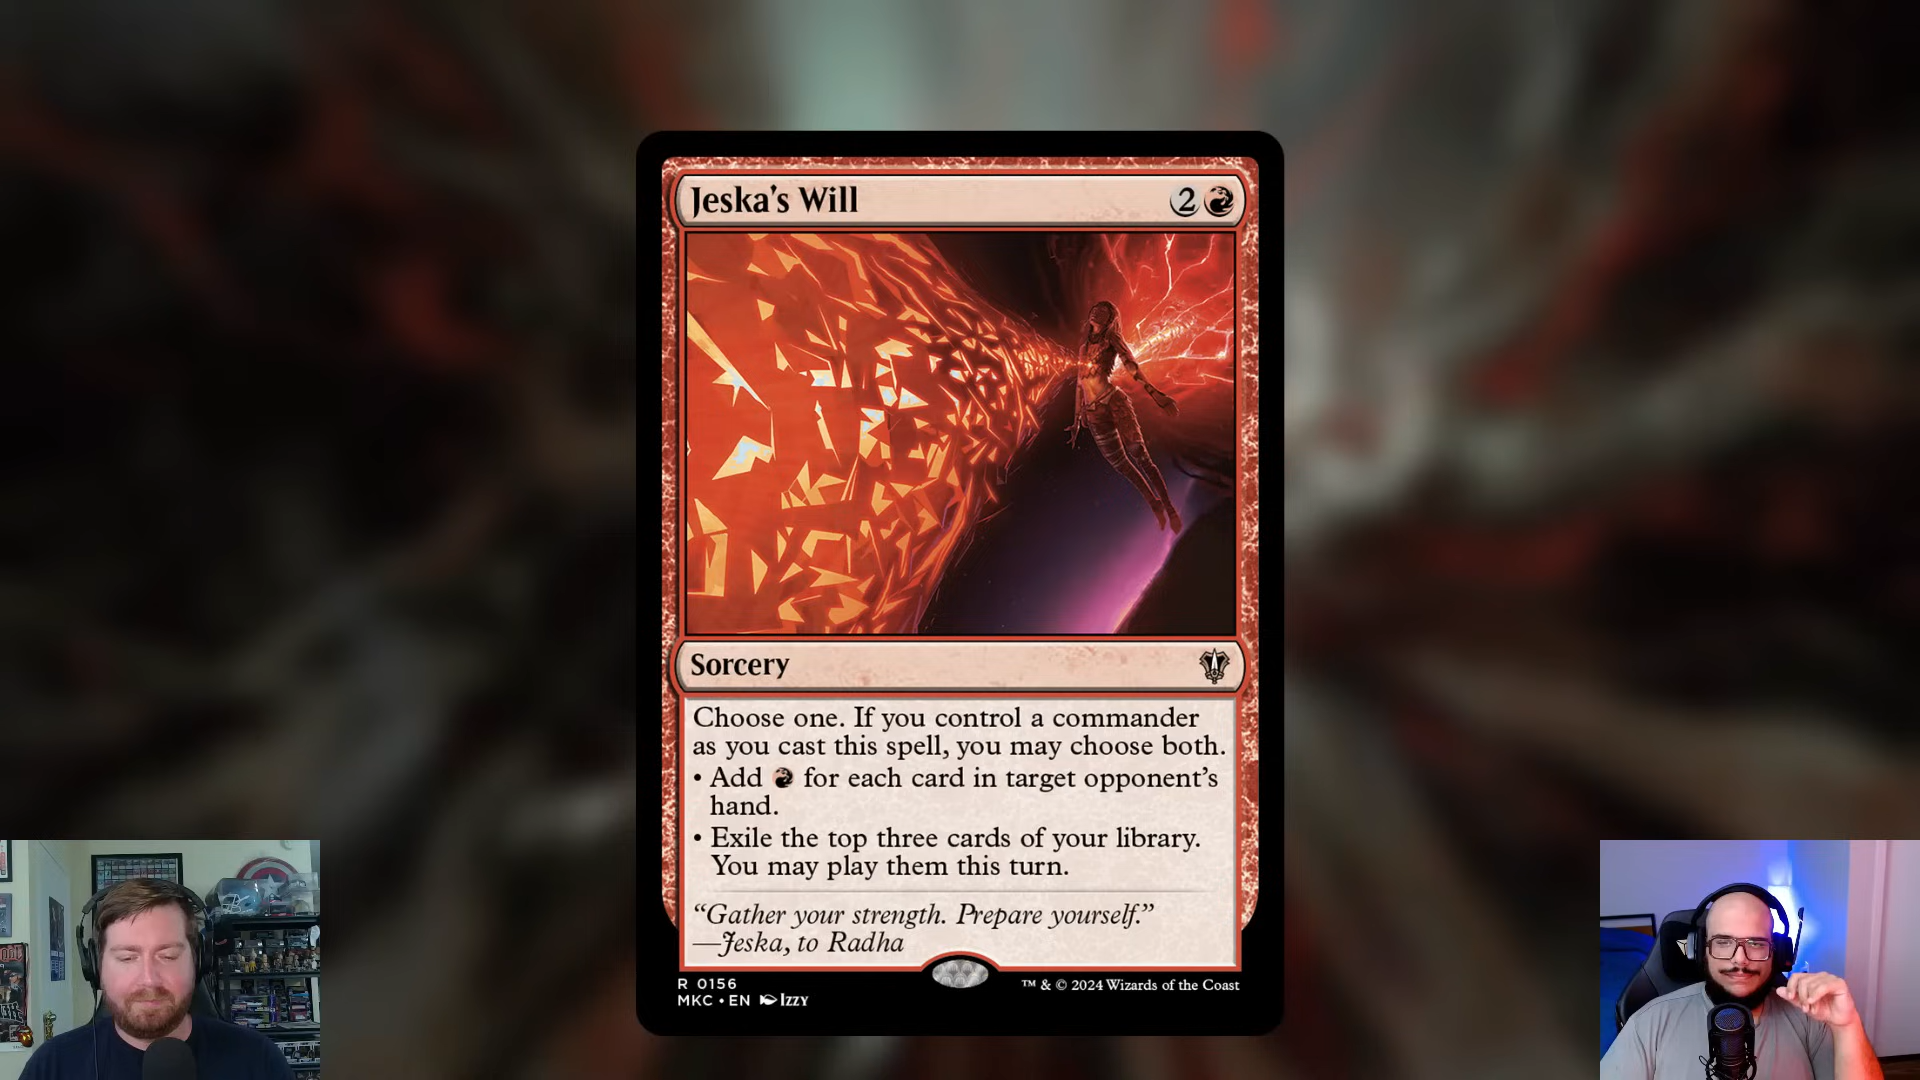 Jeska's Will 2
Sorcery
Choose one. If you control a commander
as you cast this spell, you may choose both.
• Add for each card in target opponent's
hand.
• Exile the top three cards of your library.
You may play them this turn.
“Gather your strength. Prepare yourself.”
—Jeska, to Radha
R 0156
MKC • EN Izzy
™ & © 2024 Wizards of the Coast